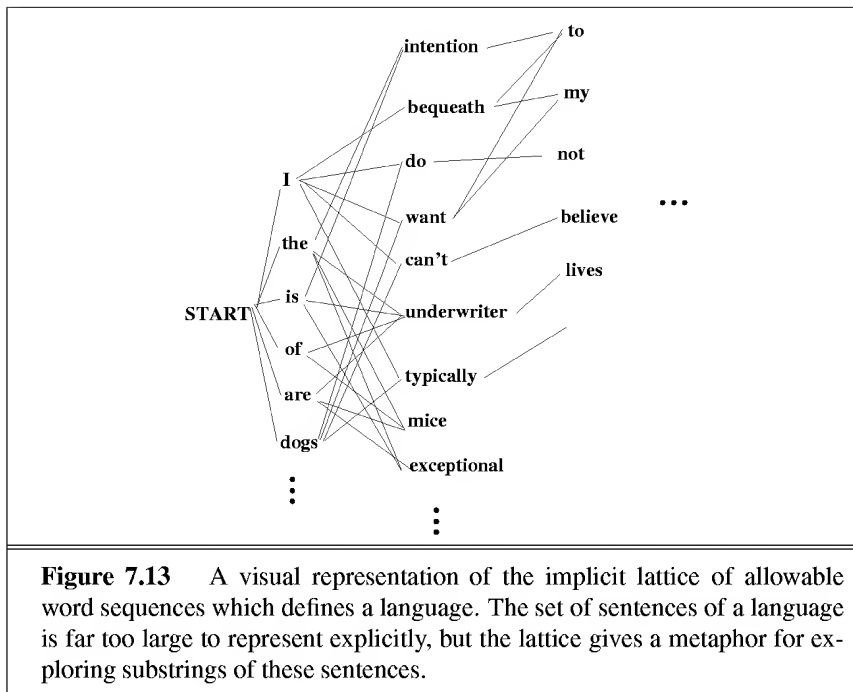 intention
to
bequeath
my
do
not
I
want
believe
the
can't
lives
is
START
underwriter
of
typically
are
mice
dogs
exceptional
Figure 7.13 A visual representation of the implicit lattice of allowable
word sequences which defines a language. The set of sentences of a language
is far too large to represent explicitly, but the lattice gives a metaphor for ex-
ploring substrings of these sentences.